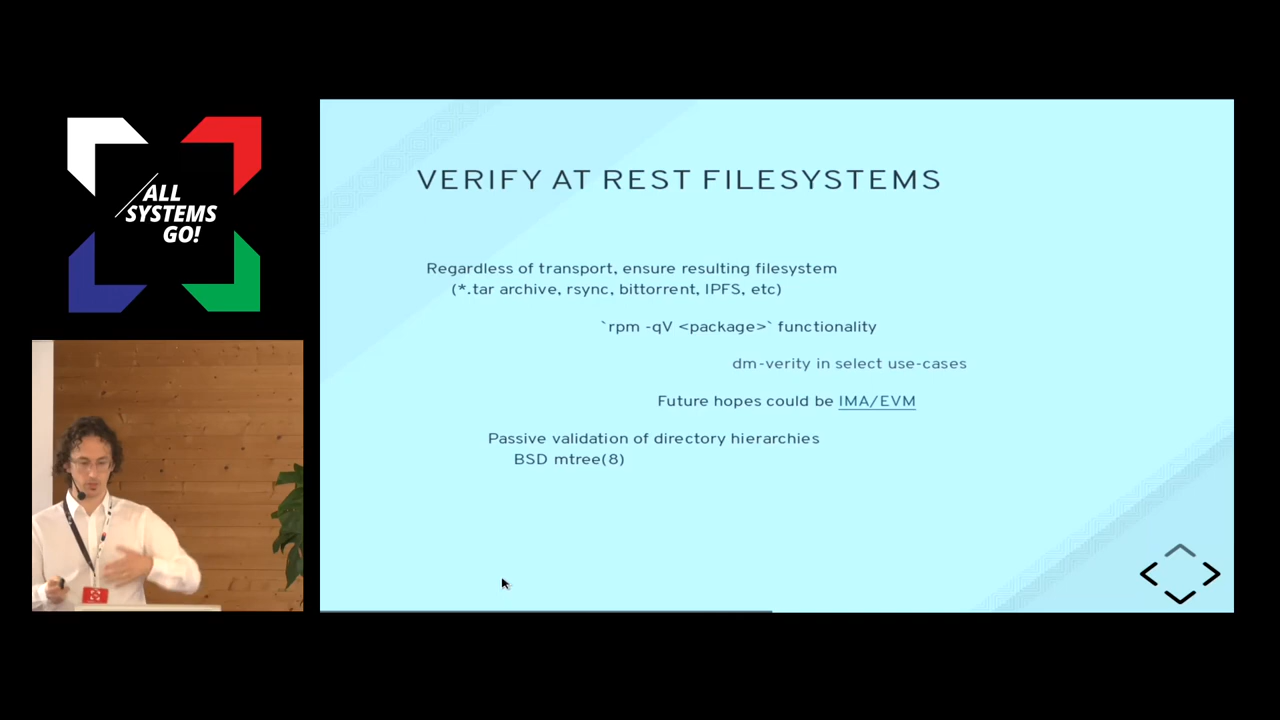 ALL
SYSTEMS
GO!
VERIFY AT REST FILESYSTEMS
Regardless of transport, ensure resulting filesystem
(*.tar archive, rsync, bittorrent, IPFS, etc)
`rpm -qV <package>` functionality
dm-verity in select use-cases
Future hopes could be IMA/EVM
Passive validation of directory hierarchies
BSD mtree(8)